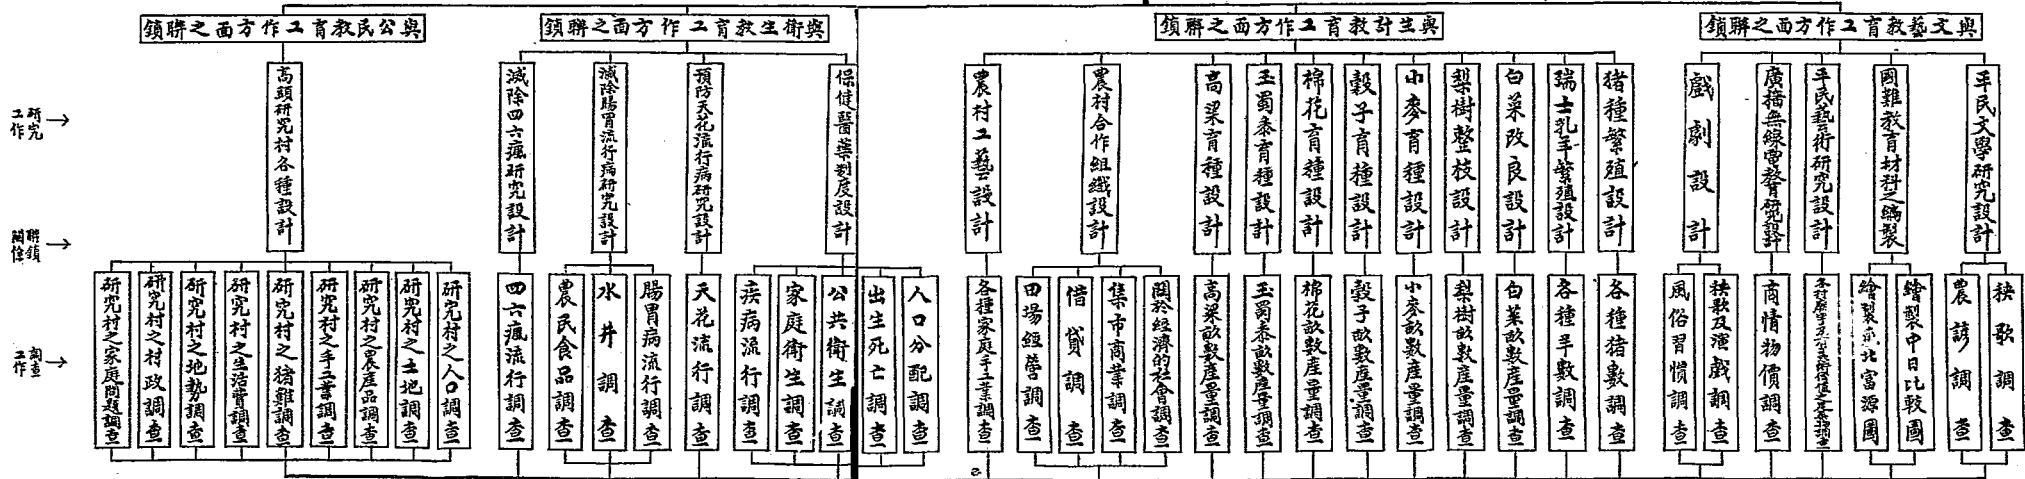 與文藝教育工作方面之聯鎖
與生計教育工作方面之聯鎖
與衛生教育工作方面之聯鎖
與公民教育工作方面之聯鎖
研究工作
平民文學研究設計
國難教育材料之編製
平民藝術研究設計
廣播無線電教育研究設計
戲劇設計
猪種繁殖設計
瑞士乳羊繁殖設計
白菜改良設計
梨樹整枝設計
小麥育種設計
穀子育種設計
棉花育種設計
玉蜀黍育種設計
高粱育種設計
農村合作組織設計
農村工藝設計
保健醫藥制度設計
預防天花流行病研究設計
減除腸胃流行病研究設計
減除四六瘋研究設計
高頭研究村各種設計
聯鎖關係
調查工作
秧歌調查
農諺調查
繪製中日比較圖
繪製東北富源圖
商情物價調查
秧歌及演戲調查
風俗習慣調查
各種猪數調查
各種羊數調查
白菜畝數產量調查
梨樹畝數產量調查
小麥畝數產量調查
穀子畝數產量調查
棉花畝數產量調查
玉蜀黍畝數產量調查
高粱畝數產量調查
關於經濟的社會調查
集市商業調查
借貸調查
田場經營調查
各種家庭手工業調查
人口分配調查
出生死亡調查
公共衛生調查
家庭衛生調查
疾病流行調查
天花流行調查
腸胃病流行調查
水井調查
農民食品調查
四六瘋流行調查
研究村之人口調查
研究村之土地調查
研究村之農產品調查
研究村之手工業調查
研究村之猪雞調查
研究村之生活費調查
研究村之地勢調查
研究村之村政調查
研究村之家庭問題調查